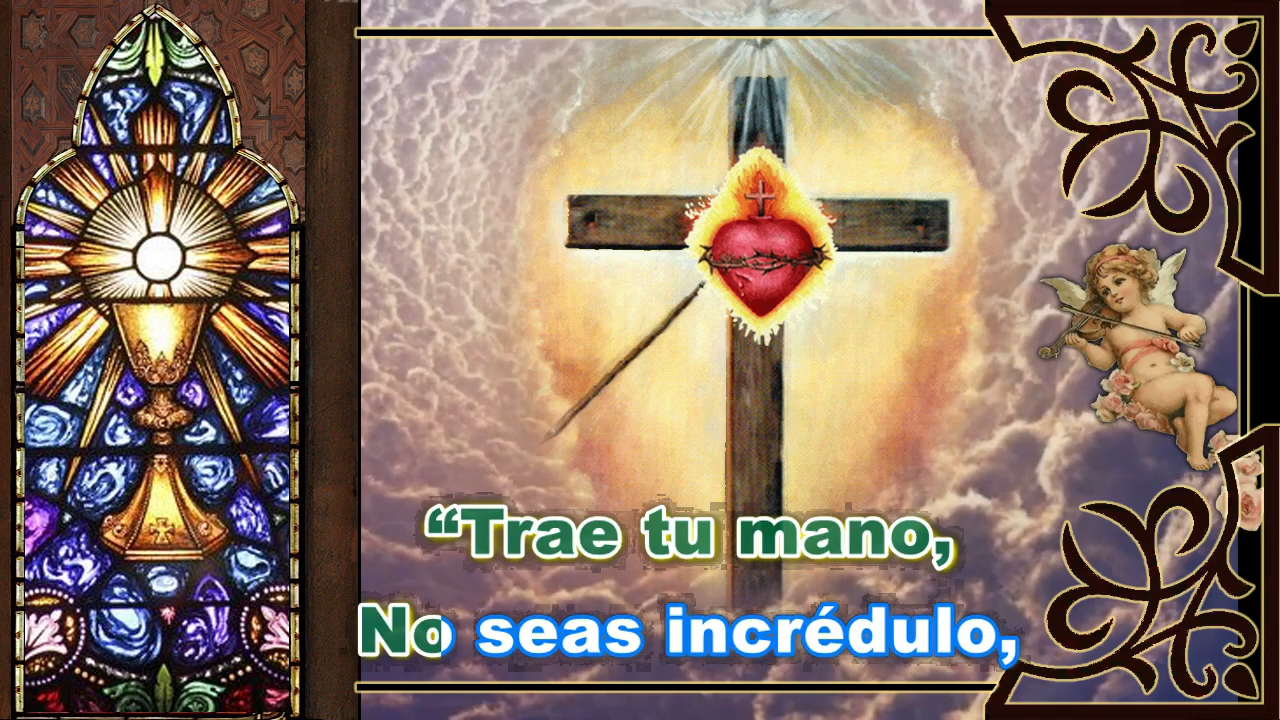 “Trae tu mano,
No seas incrédulo,